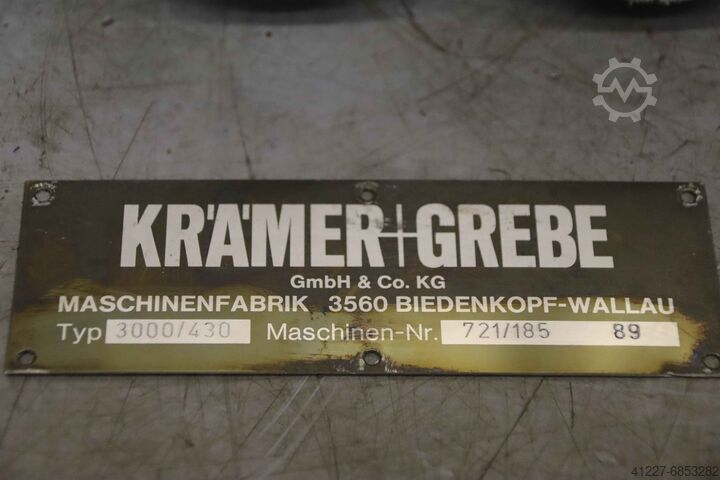 KRÄMER+GREBE
GmbH & Co. KG
MASCHINENFABRIK 3560 BIEDENKOPF-WALLAU
Typ 3000/430 Maschinen-Nr. 721/185 89
41227-6853282